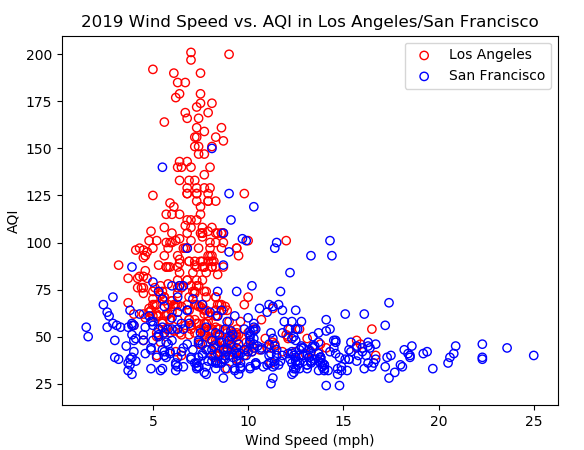 2019 Wind Speed vs. AQI in Los Angeles/San Francisco
Los Angeles
San Francisco
AQI
200
175
150
125
100
75
50
25
5
10
15
20
25
Wind Speed (mph)